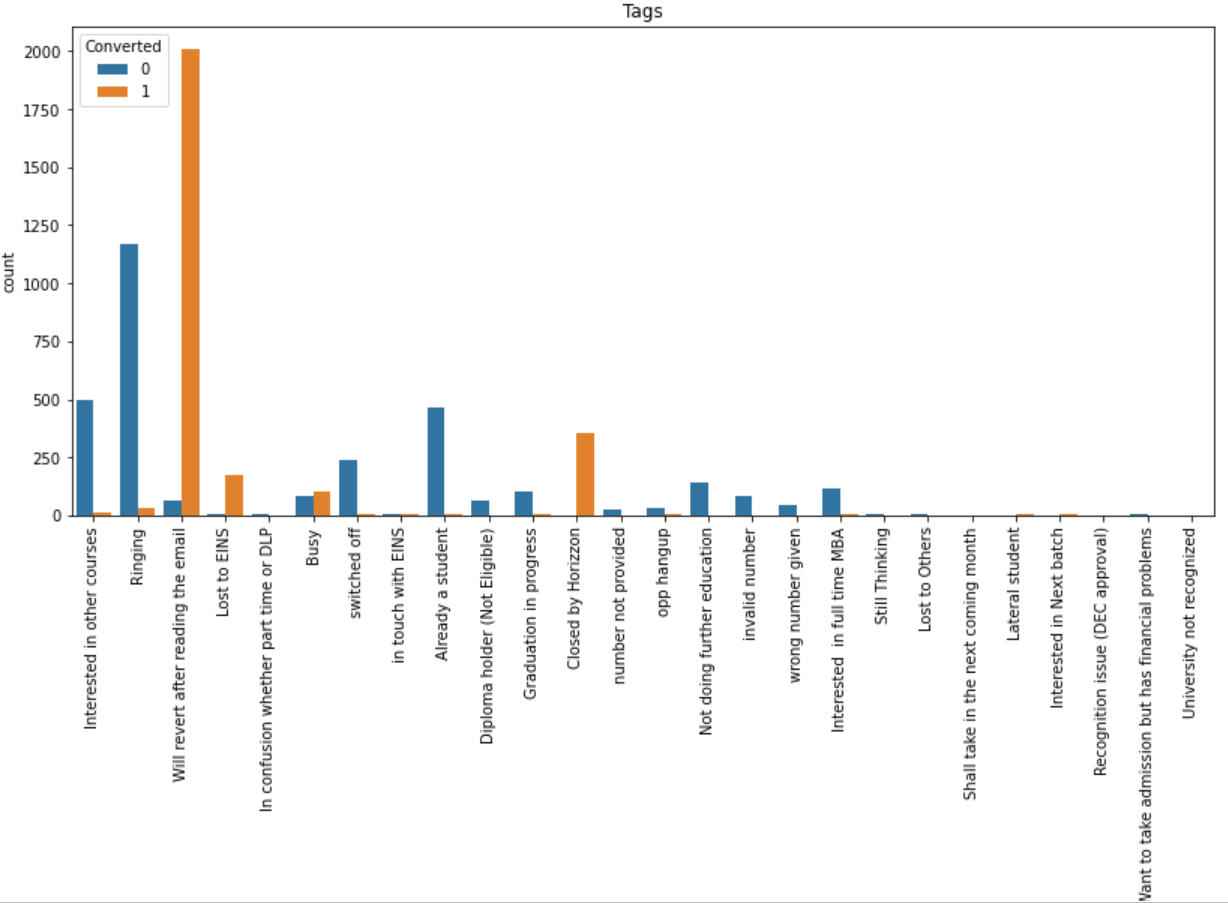 Tags
Converted
0
1
2000
1750
1500
1250
1000
750
500
250
0
count
Interested in other courses
Ringing
Will revert after reading the email
Lost to EINS
In confusion whether part time or DLP
Busy
switched off
in touch with EINS
Already a student
Diploma holder (Not Eligible)
Graduation in progress
Closed by Horizzon
number not provided
opp hangup
Not doing further education
invalid number
wrong number given
Interested  in full time MBA
Still Thinking
Lost to Others
Shall take in the next coming month
Lateral student
Interested in Next batch
Recognition issue (DEC approval)
Want to take admission but has financial problems
University not recognized